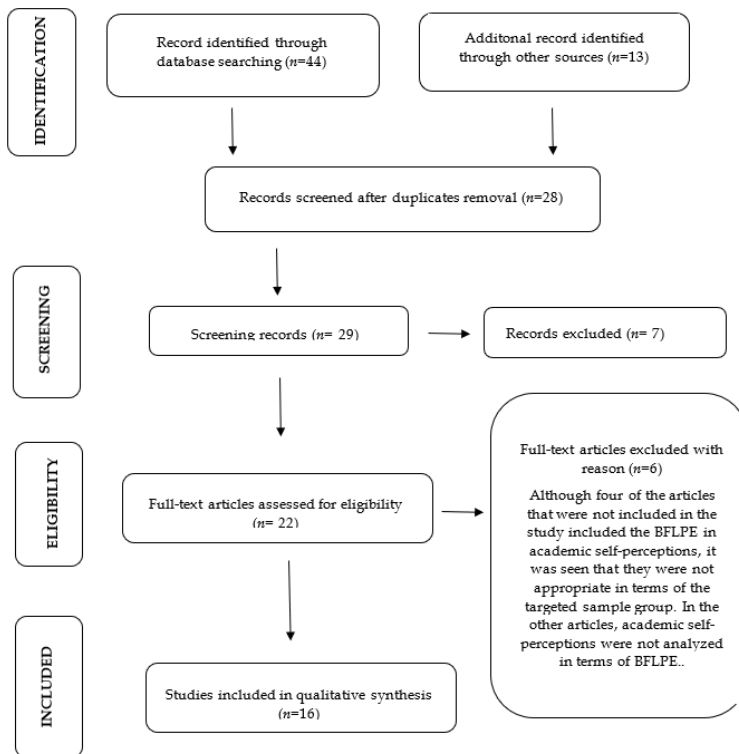 IDENTIFICATION
Record identified through
database searching (n=44)
Additonal record identified
through other sources (n=13)
Records screened after duplicates removal (n=28)
SCREENING
Screening records (n= 29)
Records excluded (n= 7)
ELIGIBILITY
Full-text articles assessed for eligibility
(n= 22)
Full-text articles excluded with
reason (n=6)
Although four of the articles
that were not included in the
study included the BFLPE in
academic self-perceptions, it
was seen that they were not
appropriate in terms of the
targeted sample group. In the
other articles, academic self-
perceptions were not analyzed
in terms of BFLPE..
INCLUDED
Studies included in qualitative synthesis
(n=16)